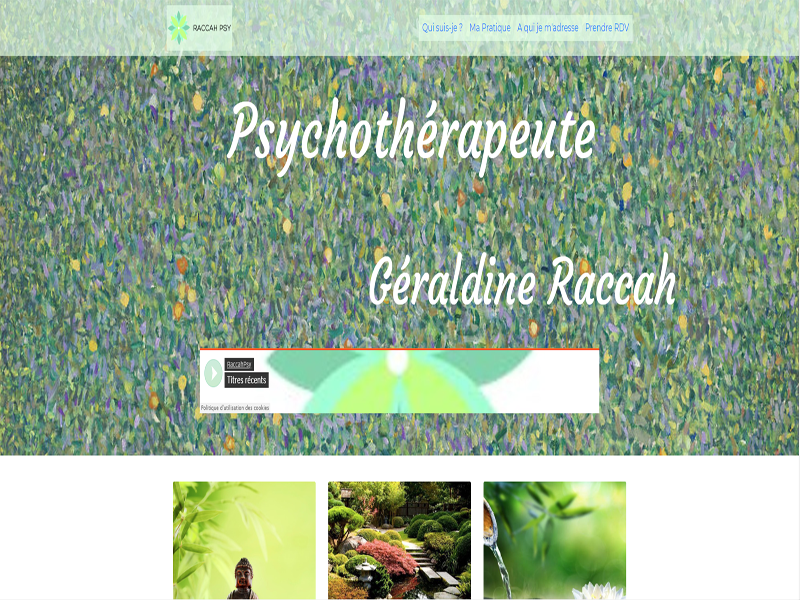 RACCAH PSY
Qui suis-je ? Ma Pratique A qui je m'adresse Prendre RDV
Psychothérapeute
Géraldine Raccah
RaccahPsy
Titres récents
Politique d'utilisation des cookies